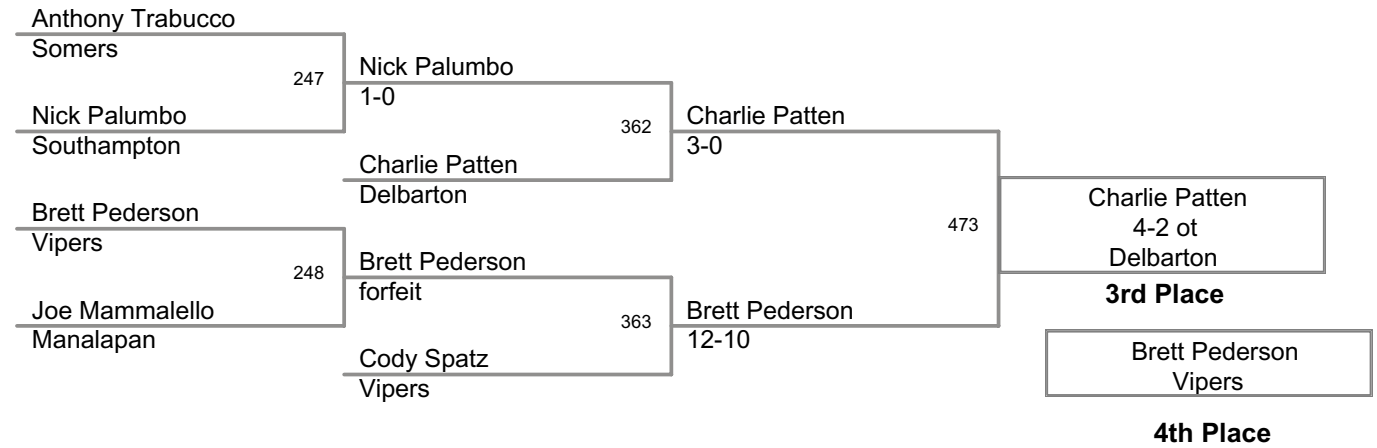 Anthony Trabucco
Somers
247
Nick Palumbo
1-0
Nick Palumbo
Southampton
362
Charlie Patten
3-0
Charlie Patten
Delbarton
Brett Pederson
Vipers
473
Charlie Patten
4-2 ot
Delbarton
3rd Place
248
Brett Pederson
forfeit
Joe Mammalello
Manalapan
363
Brett Pederson
12-10
Cody Spatz
Vipers
Brett Pederson
Vipers
4th Place